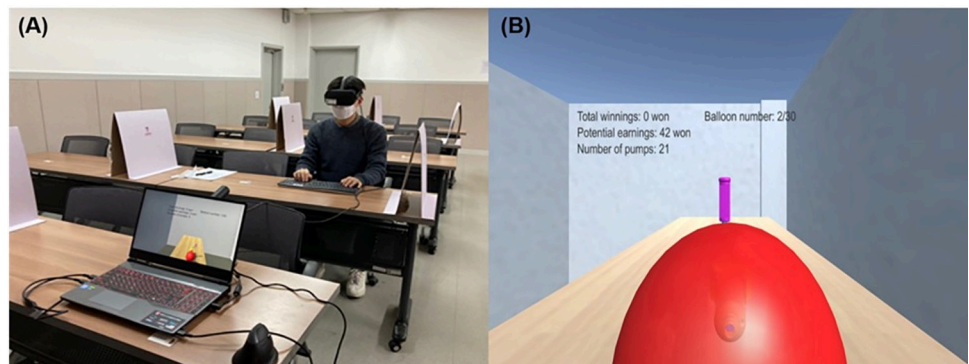 (A)
(B)
Total winnings: 0 won
Balloon number: 2/30
Potential earnings: 42 won
Number of pumps: 21